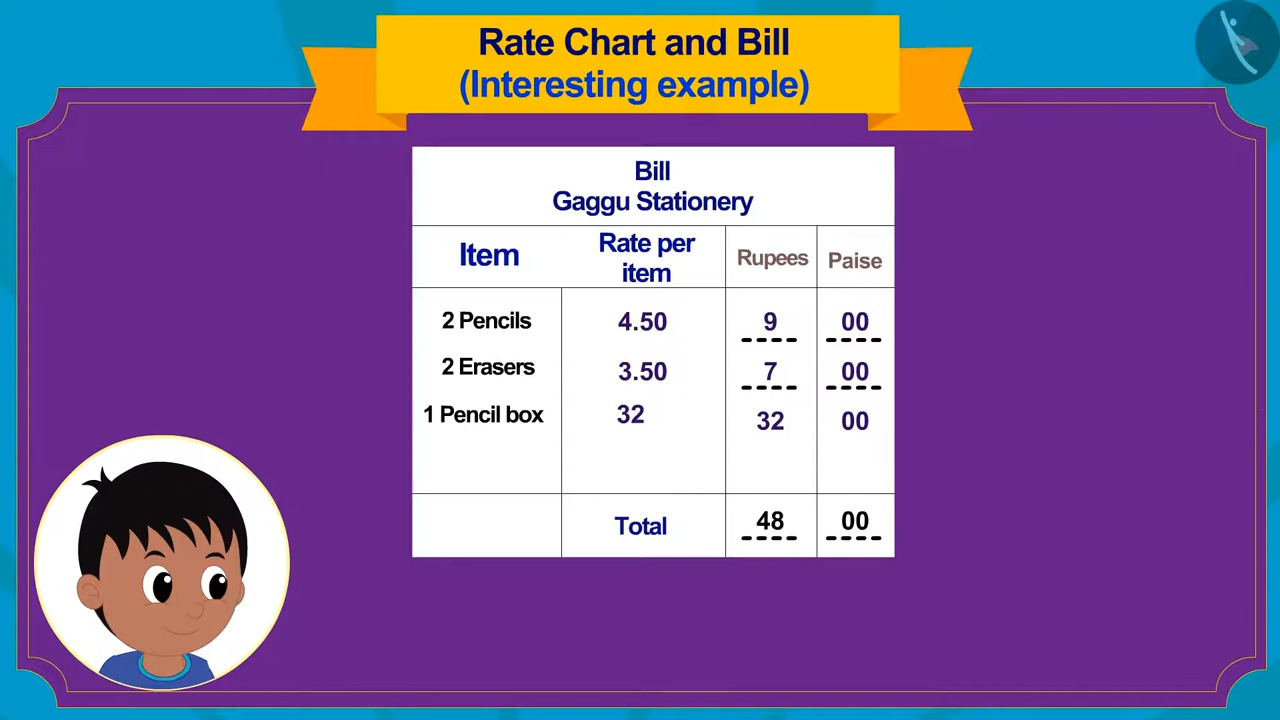 Rate Chart and Bill
(Interesting example)
Bill
Gaggu Stationery
Item Rate per item Rupees Paise
2 Pencils 4.50 9 00
2 Erasers 3.50 7 00
1 Pencil box 32 32 00
Total 48 00